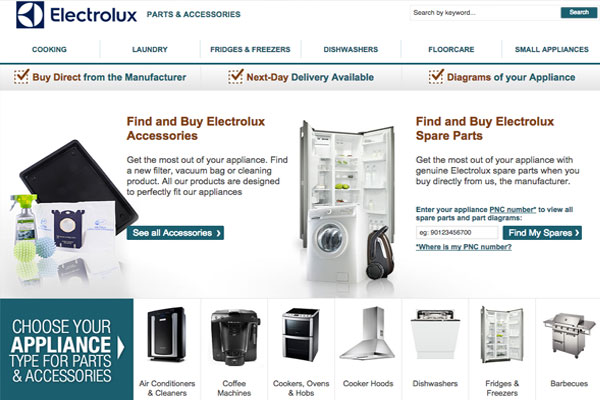 Electrolux PARTS & ACCESSORIES
Search by keyword... Search
COOKING LAUNDRY FRIDGES & FREEZERS DISHWASHERS FLOORCARE SMALL APPLIANCES
Buy Direct from the Manufacturer Next-Day Delivery Available Diagrams of your Appliance
Find and Buy Electrolux
Accessories
Get the most out of your appliance. Find
a new filter, vacuum bag or cleaning
product. All our products are designed
to perfectly fit our appliances
See all Accessories
Find and Buy Electrolux
Spare Parts
Get the most out of your appliance with
genuine Electrolux spare parts when you
buy directly from us, the manufacturer.
Enter your appliance PNC number* to view all
spare parts and part diagrams:
eg: 90123456700 Find My Spares
*Where is my PNC number?
CHOOSE YOUR
APPLIANCE
TYPE FOR PARTS
& ACCESSORIES
Air Conditioners
& Cleaners
Coffee
Machines
Cookers, Ovens
& Hobs
Cooker Hoods
Dishwashers
Fridges &
Freezers
Barbecues